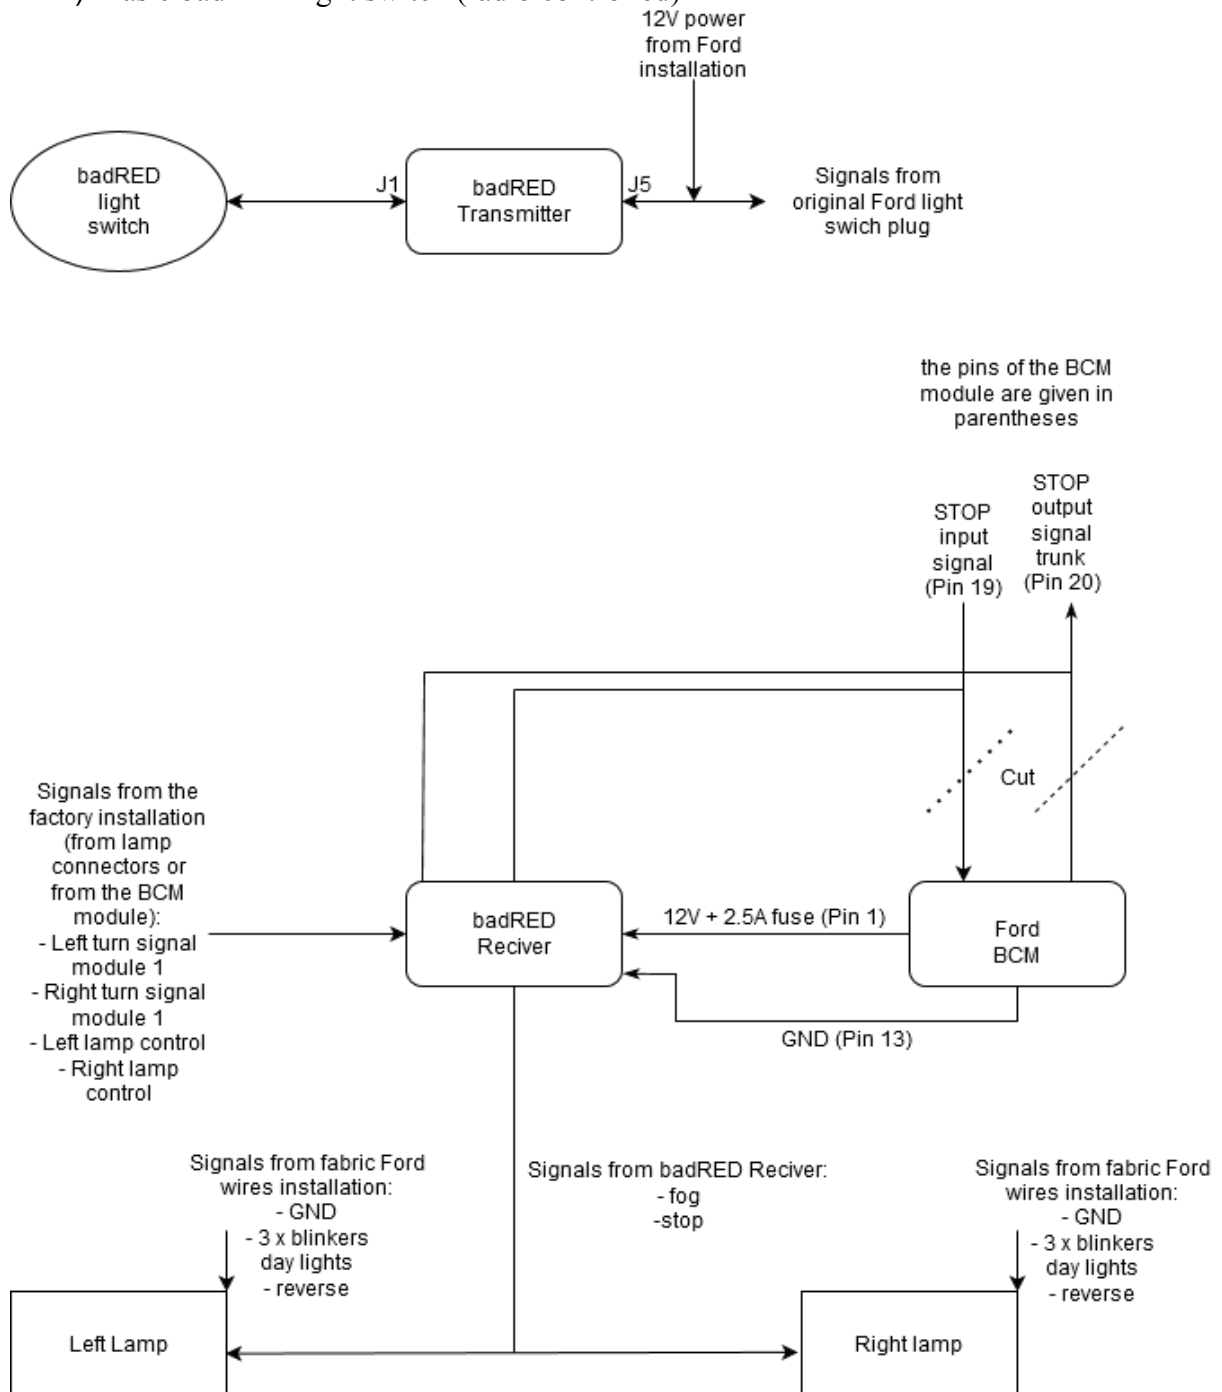 light switch (radio controlled)
12V power
from Ford
installation
badRED
light
switch
J1
badRED
Transmitter
J5
Signals from
original Ford light
swich plug
the pins of the BCM
module are given in
parentheses
STOP
input
signal
(Pin 19)
STOP
output
signal
trunk
(Pin 20)
Cut
Signals from the
factory installation
(from lamp
connectors or
from the BCM
module):
- Left turn signal
module 1
- Right turn signal
module 1
- Left lamp control
- Right lamp
control
badRED
Reciver
12V + 2.5A fuse (Pin 1)
Ford
BCM
GND (Pin 13)
Signals from fabric Ford
wires installation:
- GND
- 3 x blinkers
day lights
- reverse
Signals from badRED Reciver:
- fog
-stop
Signals from fabric Ford
wires installation:
- GND
- 3 x blinkers
day lights
- reverse
Left Lamp
Right lamp